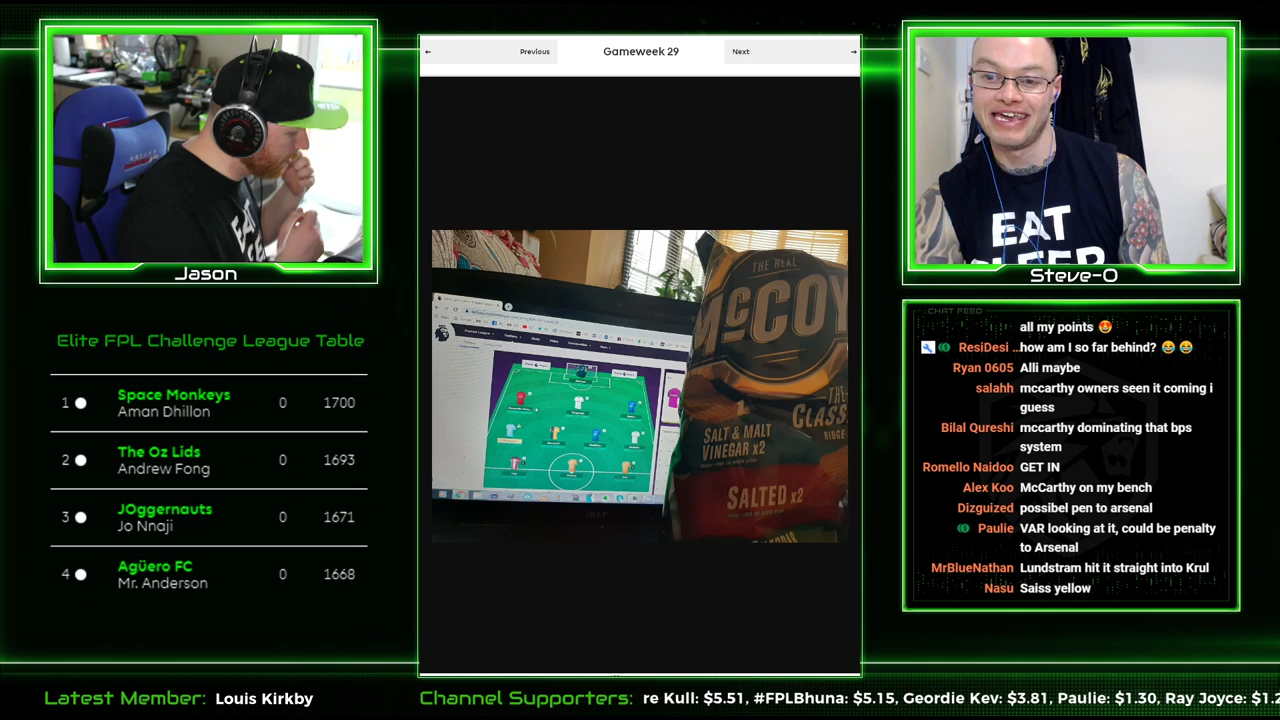 ← Previous Gameweek 29 Next →
Jason
Elite FPL Challenge League Table
1 Space Monkeys 0 1700
Aman Dhillon
2 The Oz Lids 0 1693
Andrew Fong
3 JOggernauts 0 1671
Jo Nnaji
4 Agüero FC 0 1668
Mr. Anderson
THE REAL
McCOY
THE
CLASS
RIDGE
SALT & MALT
VINEGAR x2
SALTED x2
EAT
SLEEP
Steve-O
CHAT FEED
all my points 😍
ResiDesi ... how am I so far behind? 😂 😂
Ryan 0605 Alli maybe
salahh mccarthy owners seen it coming i
guess
Bilal Qureshi mccarthy dominating that bps
system
Romello Naidoo GET IN
Alex Koo McCarthy on my bench
Dizguized possibel pen to arsenal
Paulie VAR looking at it, could be penalty
to Arsenal
MrBlueNathan Lundstram hit it straight into Krul
Nasu Saiss yellow
Latest Member: Louis Kirkby
Channel Supporters: re Kull: $5.51, #FPLBhuna: $5.15, Geordie Kev: $3.81, Paulie: $1.30, Ray Joyce: $1.2